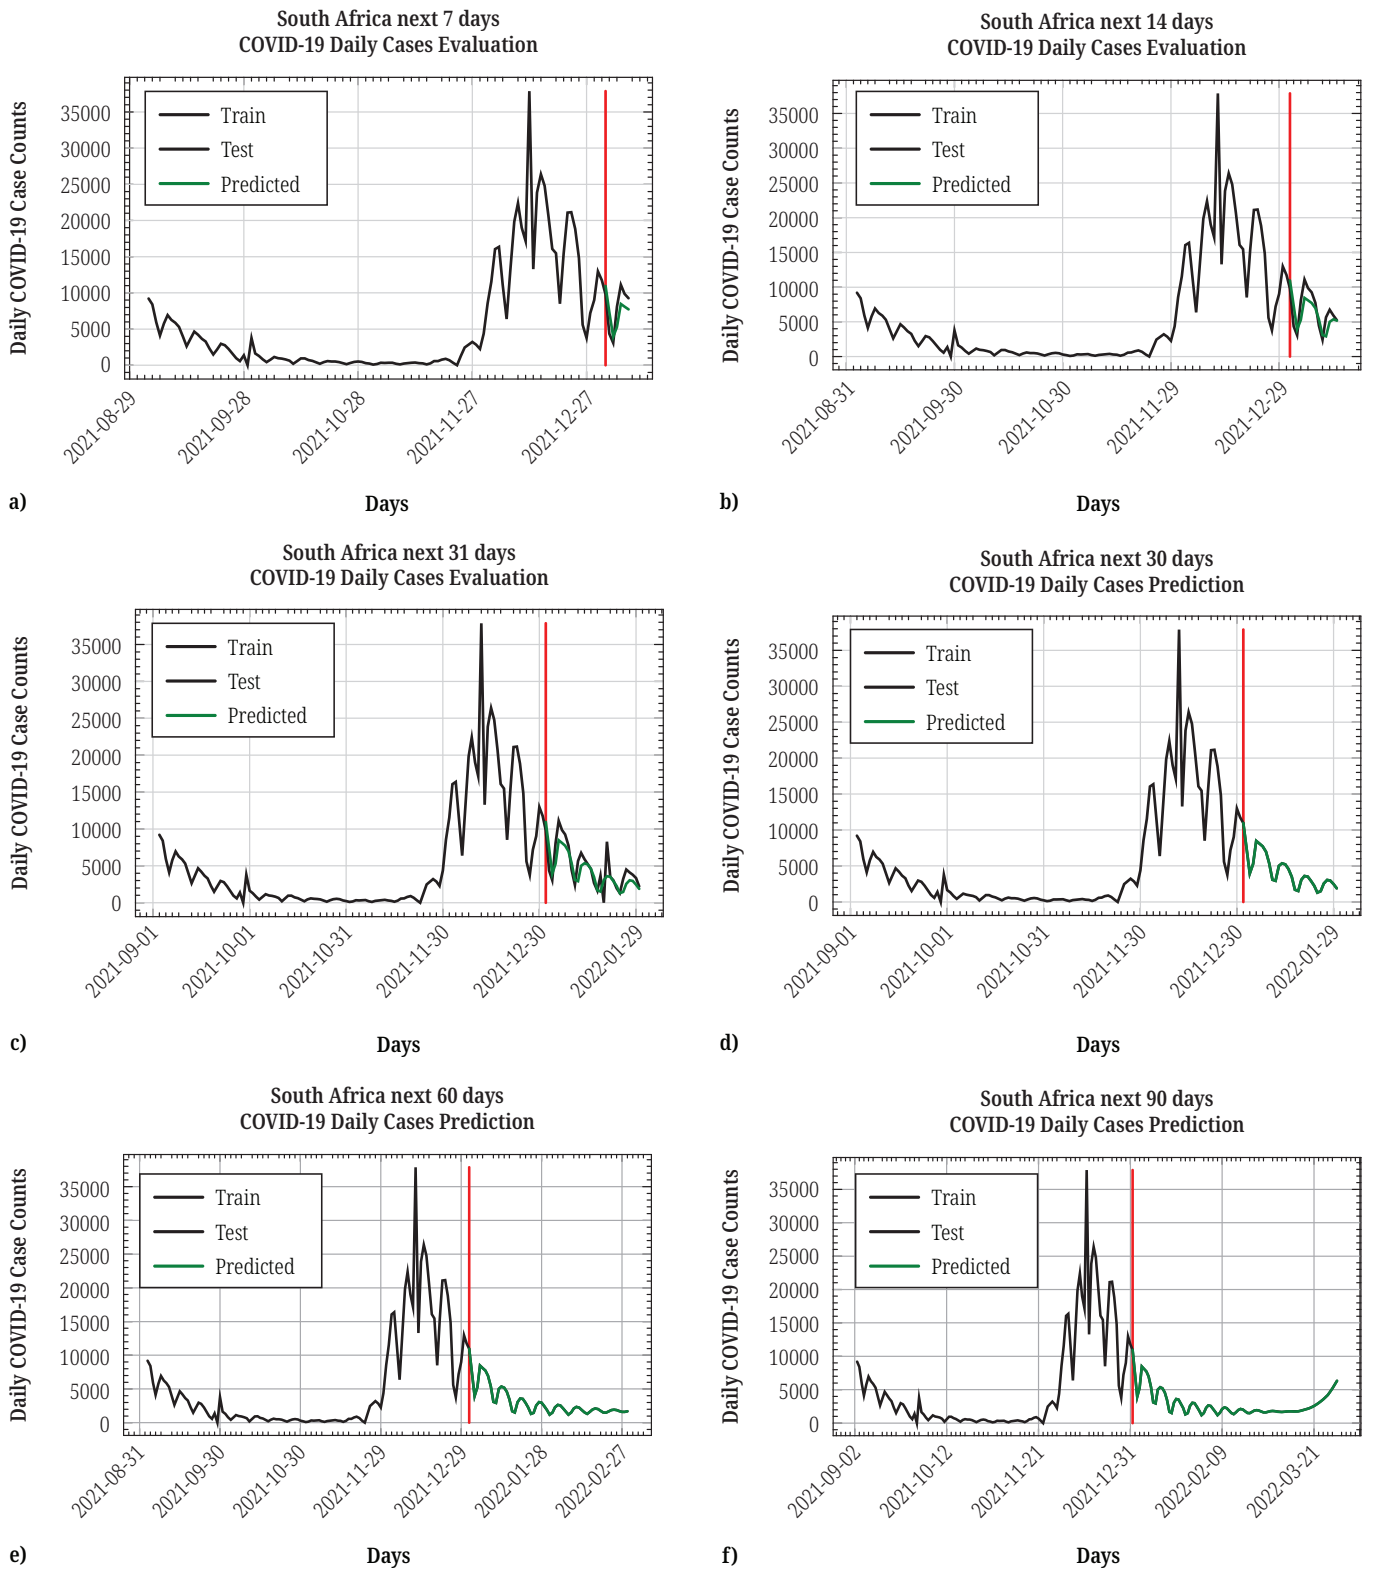 South Africa next 7 days
COVID-19 Daily Cases Evaluation
Daily COVID-19 Case Counts
35000
30000
25000
20000
15000
10000
5000
0
Train
Test
Predicted
2021-08-29
2021-09-28
2021-10-28
2021-11-27
2021-12-27
a)
Days
South Africa next 14 days
COVID-19 Daily Cases Evaluation
Daily COVID-19 Case Counts
35000
30000
25000
20000
15000
10000
5000
0
Train
Test
Predicted
2021-08-31
2021-09-30
2021-10-30
2021-11-29
2021-12-29
b)
Days
South Africa next 31 days
COVID-19 Daily Cases Evaluation
Daily COVID-19 Case Counts
35000
30000
25000
20000
15000
10000
5000
0
Train
Test
Predicted
2021-09-01
2021-10-01
2021-10-31
2021-11-30
2021-12-30
2022-01-29
c)
Days
South Africa next 30 days
COVID-19 Daily Cases Prediction
Daily COVID-19 Case Counts
35000
30000
25000
20000
15000
10000
5000
0
Train
Test
Predicted
2021-09-01
2021-10-01
2021-10-31
2021-11-30
2021-12-30
2022-01-29
d)
Days
South Africa next 60 days
COVID-19 Daily Cases Prediction
Daily COVID-19 Case Counts
35000
30000
25000
20000
15000
10000
5000
0
Train
Test
Predicted
2021-08-31
2021-09-30
2021-10-30
2021-11-29
2021-12-29
2022-01-28
2022-02-27
e)
Days
South Africa next 90 days
COVID-19 Daily Cases Prediction
Daily COVID-19 Case Counts
35000
30000
25000
20000
15000
10000
5000
0
Train
Test
Predicted
2021-09-02
2021-10-12
2021-11-21
2021-12-31
2022-02-09
2022-03-21
f)
Days